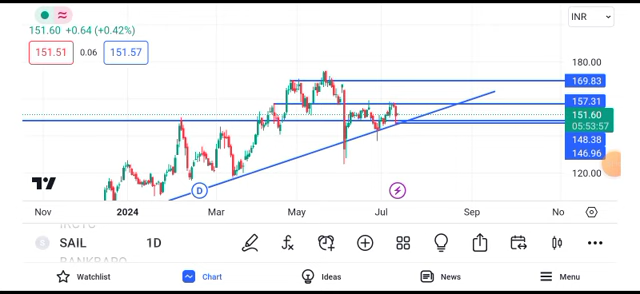 INR
151.60 +0.64 (+0.42%)
151.51 0.06 151.57
180.00
169.83
157.31
151.60
05:53:57
148.38
146.96
120.00
D
Nov 2024 Mar May Jul Sep No
IRCTC
SAIL 1D
BANKBARO
Watchlist Chart Ideas News Menu